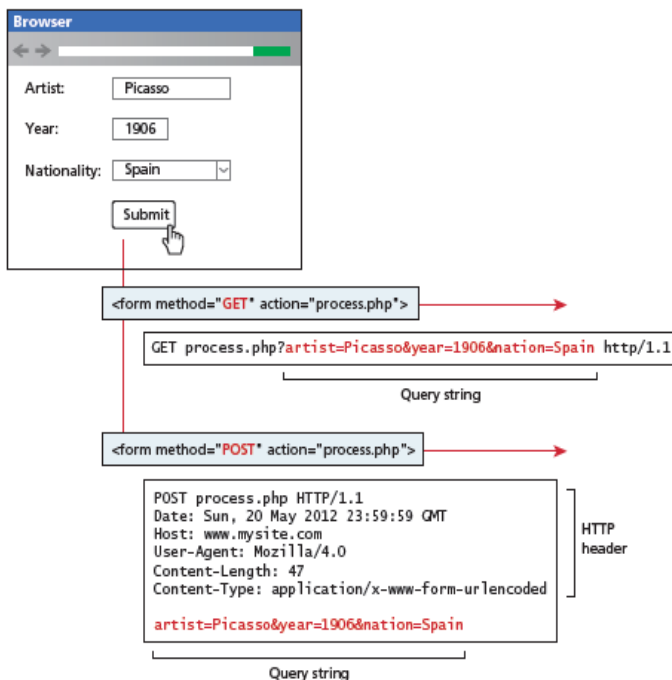 Browser
Artist: Picasso
Year: 1906
Nationality: Spain
Submit
<form method="GET" action="process.php">
GET process.php?artist=Picasso&year=1906&nation=Spain http/1.1
Query string
<form method="POST" action="process.php">
POST process.php HTTP/1.1
Date: Sun, 20 May 2012 23:59:59 GMT
Host: www.mysite.com
User-Agent: Mozilla/4.0
Content-Length: 47
Content-Type: application/x-www-form-urlencoded
HTTP
header
artist=Picasso&year=1906&nation=Spain
Query string